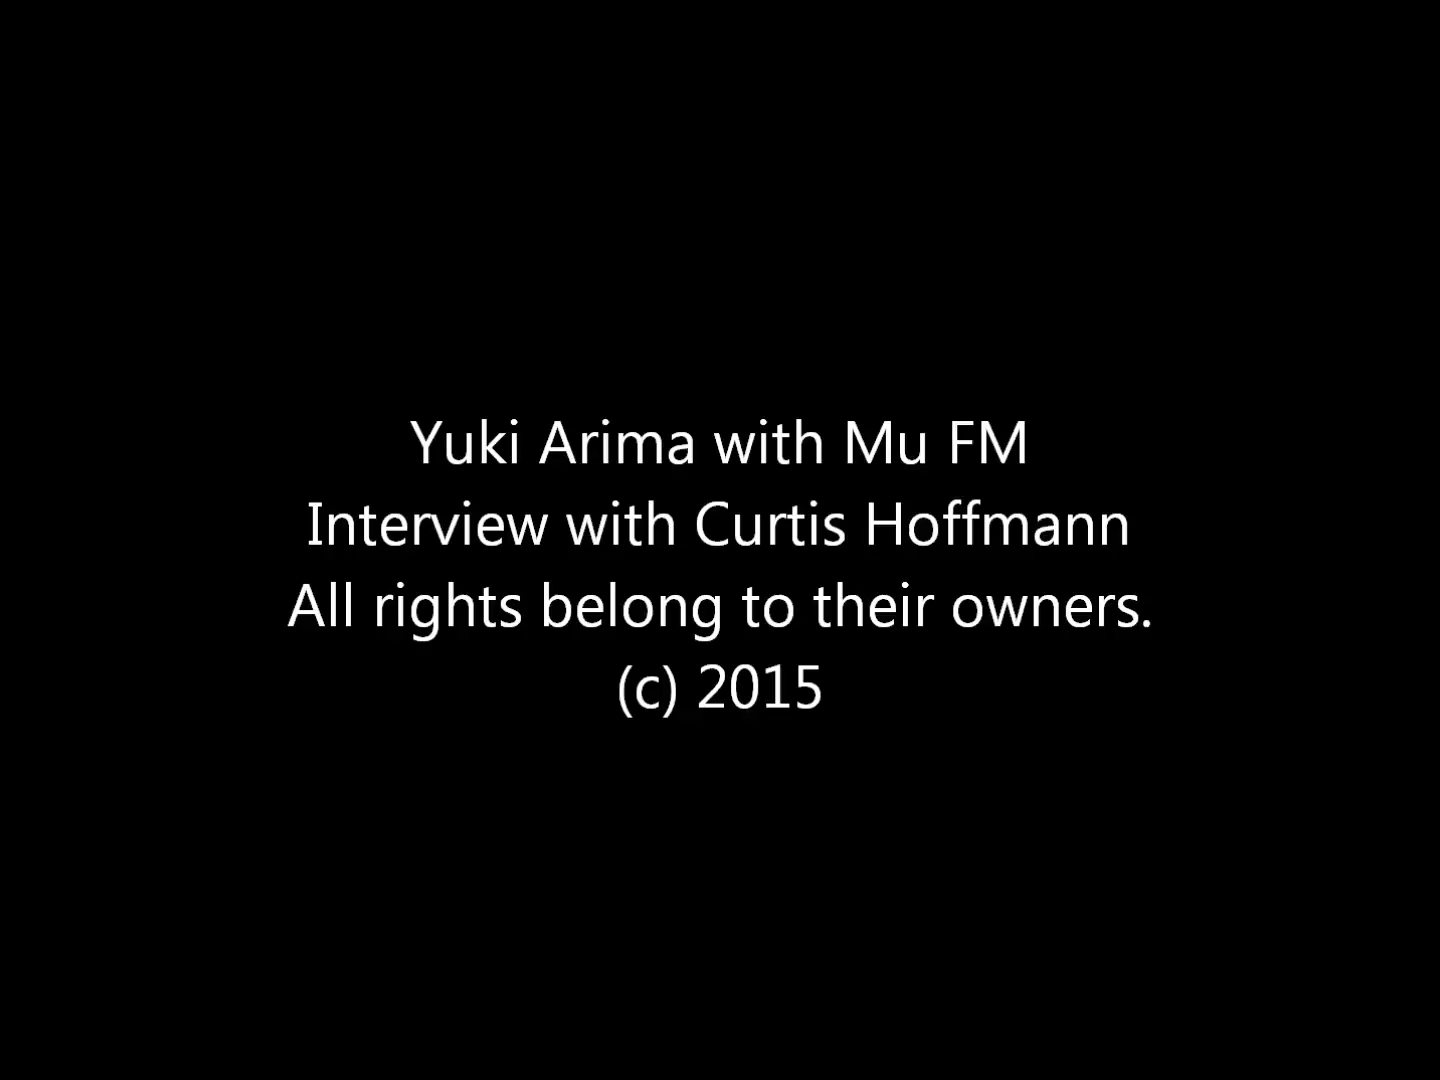 Yuki Arima with Mu FM
Interview with Curtis Hoffmann
All rights belong to their owners.
(c) 2015